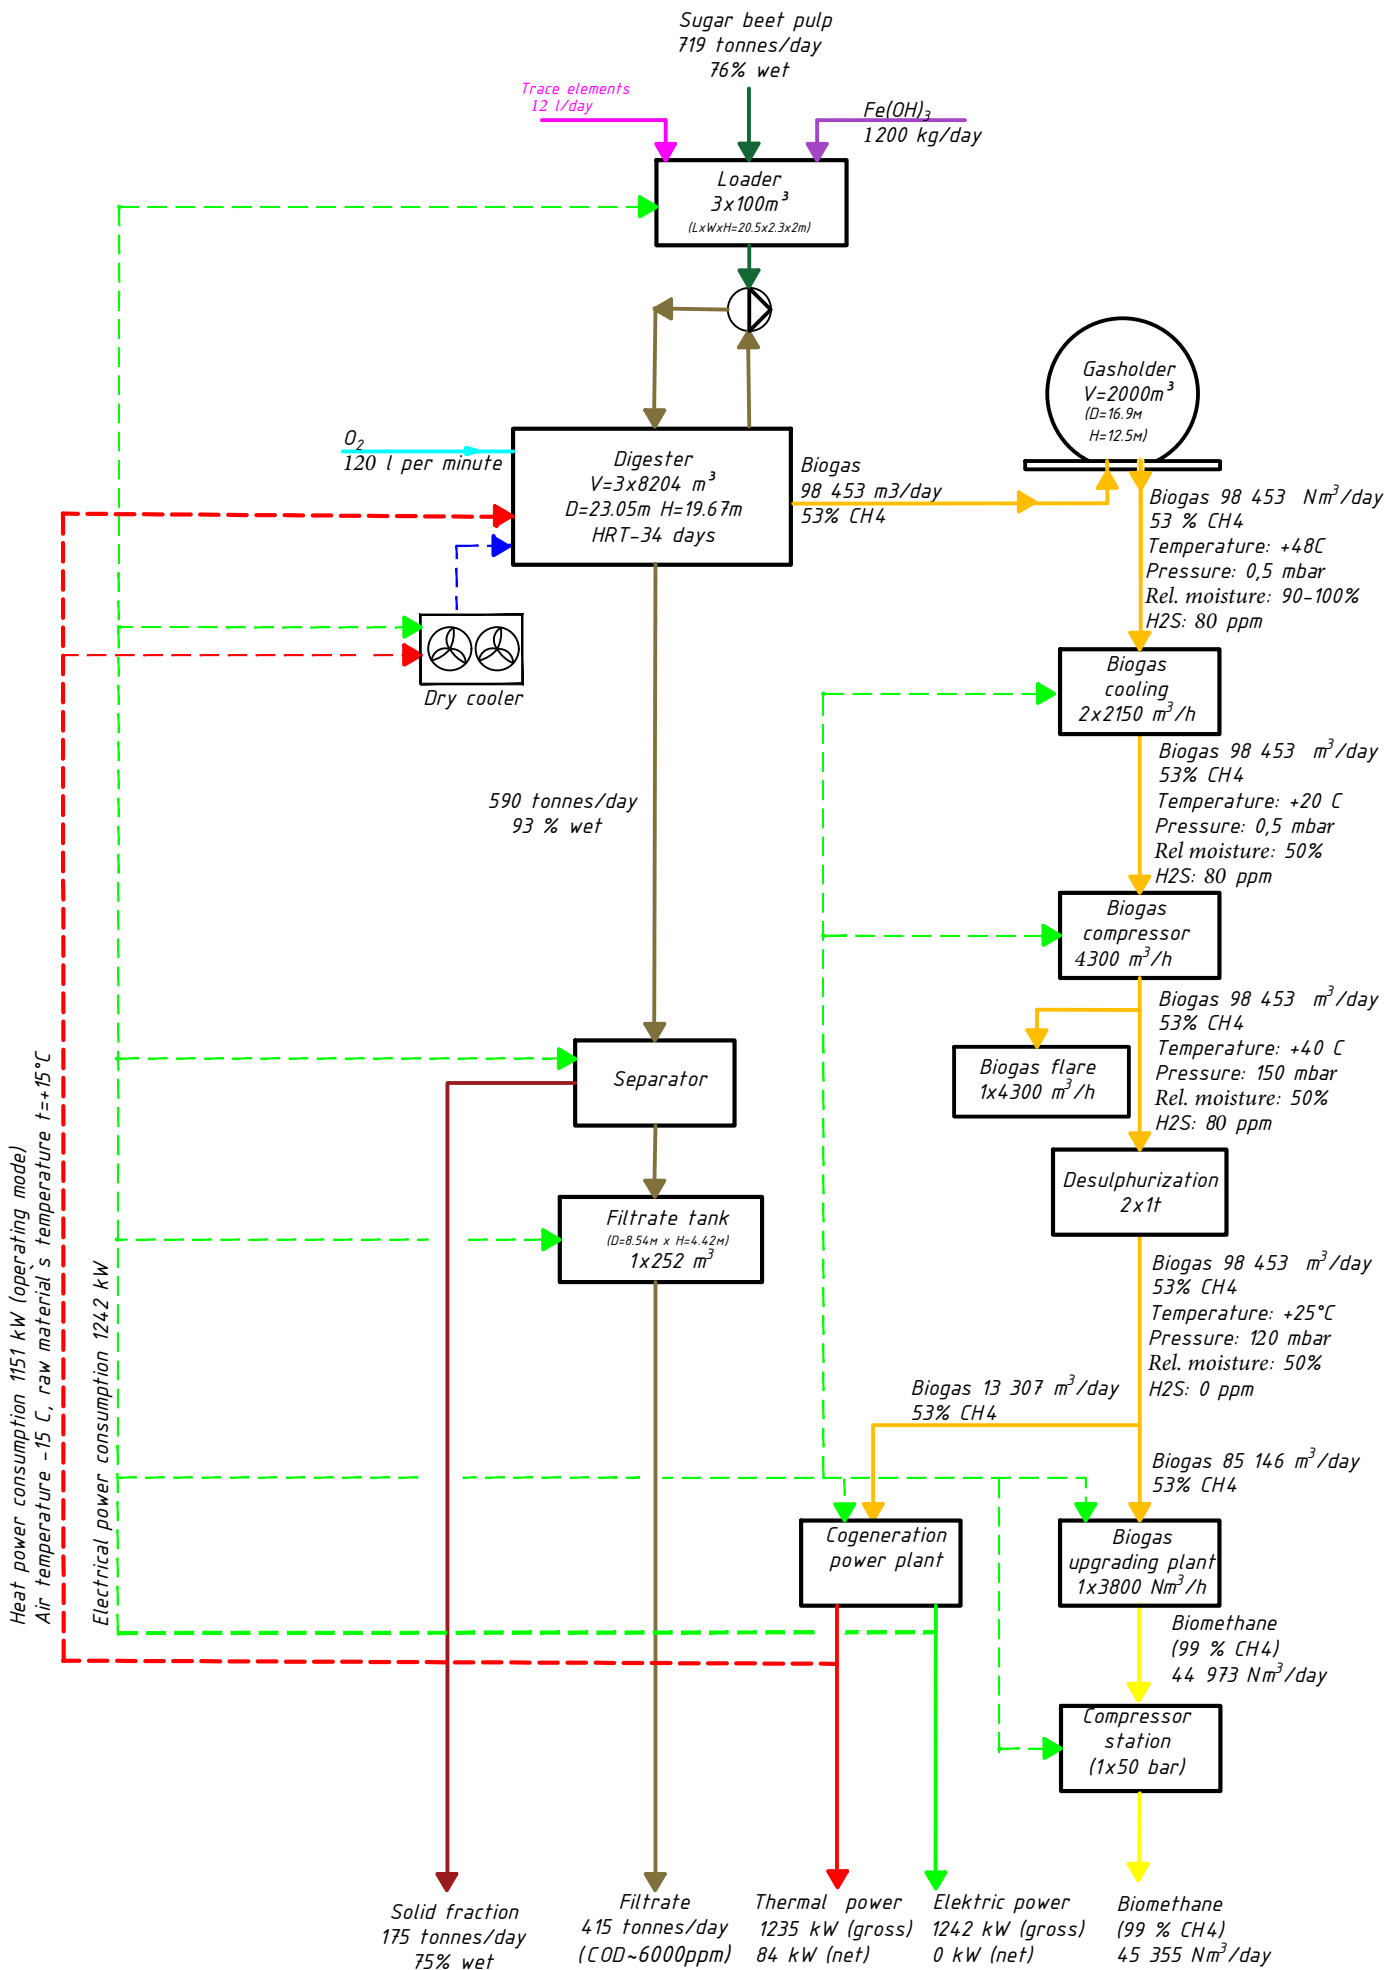 Sugar beet pulp
719 tonnes/day
76% wet
Trace elements
12 l/day
Fe(OH)₃
1200 kg/day
Loader
3x100m³
(LxWxH=20.5x2.3x2m)
Gasholder
V=2000m³
(D=16.9м
H=12.5м)
O₂
120 l per minute
Digester
V=3x8204 m³
D=23.05m H=19.67m
HRT-34 days
Biogas
98 453 m3/day
53% CH4
Biogas 98 453 Nm³/day
53 % CH4
Temperature: +48C
Pressure: 0,5 mbar
Rel. moisture: 90-100%
H2S: 80 ppm
Dry cooler
Biogas
cooling
2x2150 m³/h
Biogas 98 453 m³/day
53% CH4
Temperature: +20 C
Pressure: 0,5 mbar
Rel moisture: 50%
H2S: 80 ppm
590 tonnes/day
93 % wet
Biogas
compressor
4300 m³/h
Biogas 98 453 m³/day
53% CH4
Temperature: +40 C
Pressure: 150 mbar
Rel. moisture: 50%
H2S: 80 ppm
Biogas flare
1x4300 m³/h
Separator
Desulphurization
2x1t
Filtrate tank
(D=8.54м x H=4.42м)
1x252 m³
Biogas 98 453 m³/day
53% CH4
Temperature: +25°C
Pressure: 120 mbar
Rel. moisture: 50%
H2S: 0 ppm
Heat power consumption 1151 kW (operating mode)
Air temperature -15 C, raw material`s temperature t=+15°C
Electrical power consumption 1242 kW
Biogas 13 307 m³/day
53% CH4
Biogas 85 146 m³/day
53% CH4
Cogeneration
power plant
Biogas
upgrading plant
1x3800 Nm³/h
Biomethane
(99 % CH4)
44 973 Nm³/day
Compressor
station
(1x50 bar)
Solid fraction
175 tonnes/day
75% wet
Filtrate
415 tonnes/day
(COD~6000ppm)
Thermal power
1235 kW (gross)
84 kW (net)
Elektric power
1242 kW (gross)
0 kW (net)
Biomethane
(99 % CH4)
45 355 Nm³/day